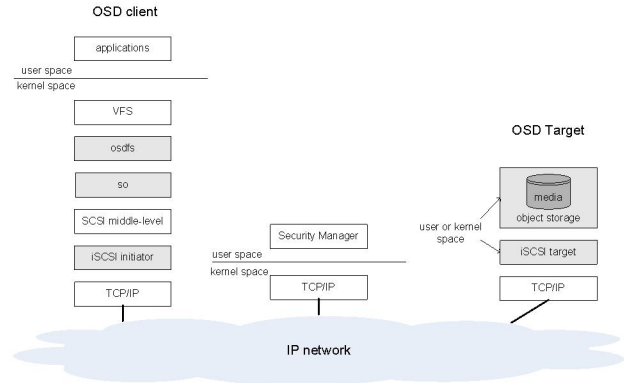 OSD client
applications
user space
kernel space
VFS
osdfs
so
SCSI middle-level
iSCSI initiator
TCP/IP
Security Manager
user space
kernel space
TCP/IP
OSD Target
media
object storage
user or kernel
space
iSCSI target
TCP/IP
IP network